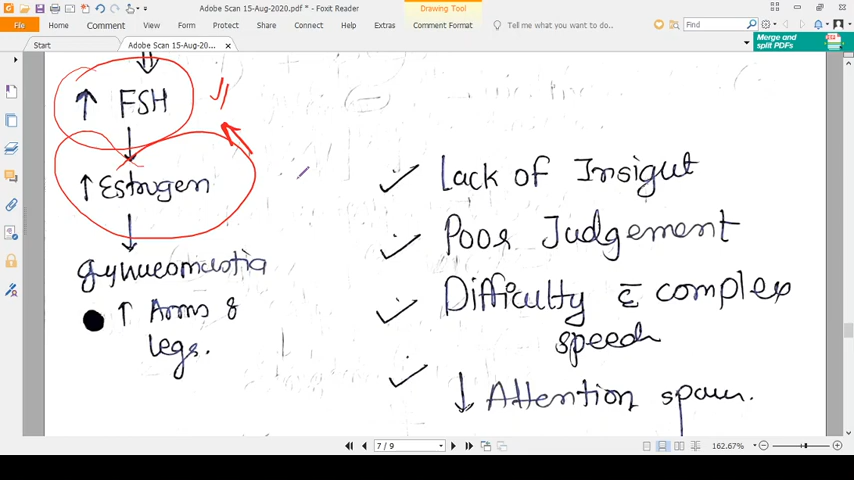 Adobe Scan 15-Aug-2020.pdf * - Foxit Reader
Drawing Tool
File
Home
Comment
View
Form
Protect
Share
Connect
Help
Extras
Comment Format
Tell me what you want to do...
Find
Start
Adobe Scan 15-Aug-2020...
Merge and
split PDFs
↑ FSH
↑ Estrogen
gynaecomastia
↑ Arms &
legs.
Lack of Insigut
Poor Judgement
Difficulty c̄ complex
speech
↓ Attention span.
7 / 9
162.67%